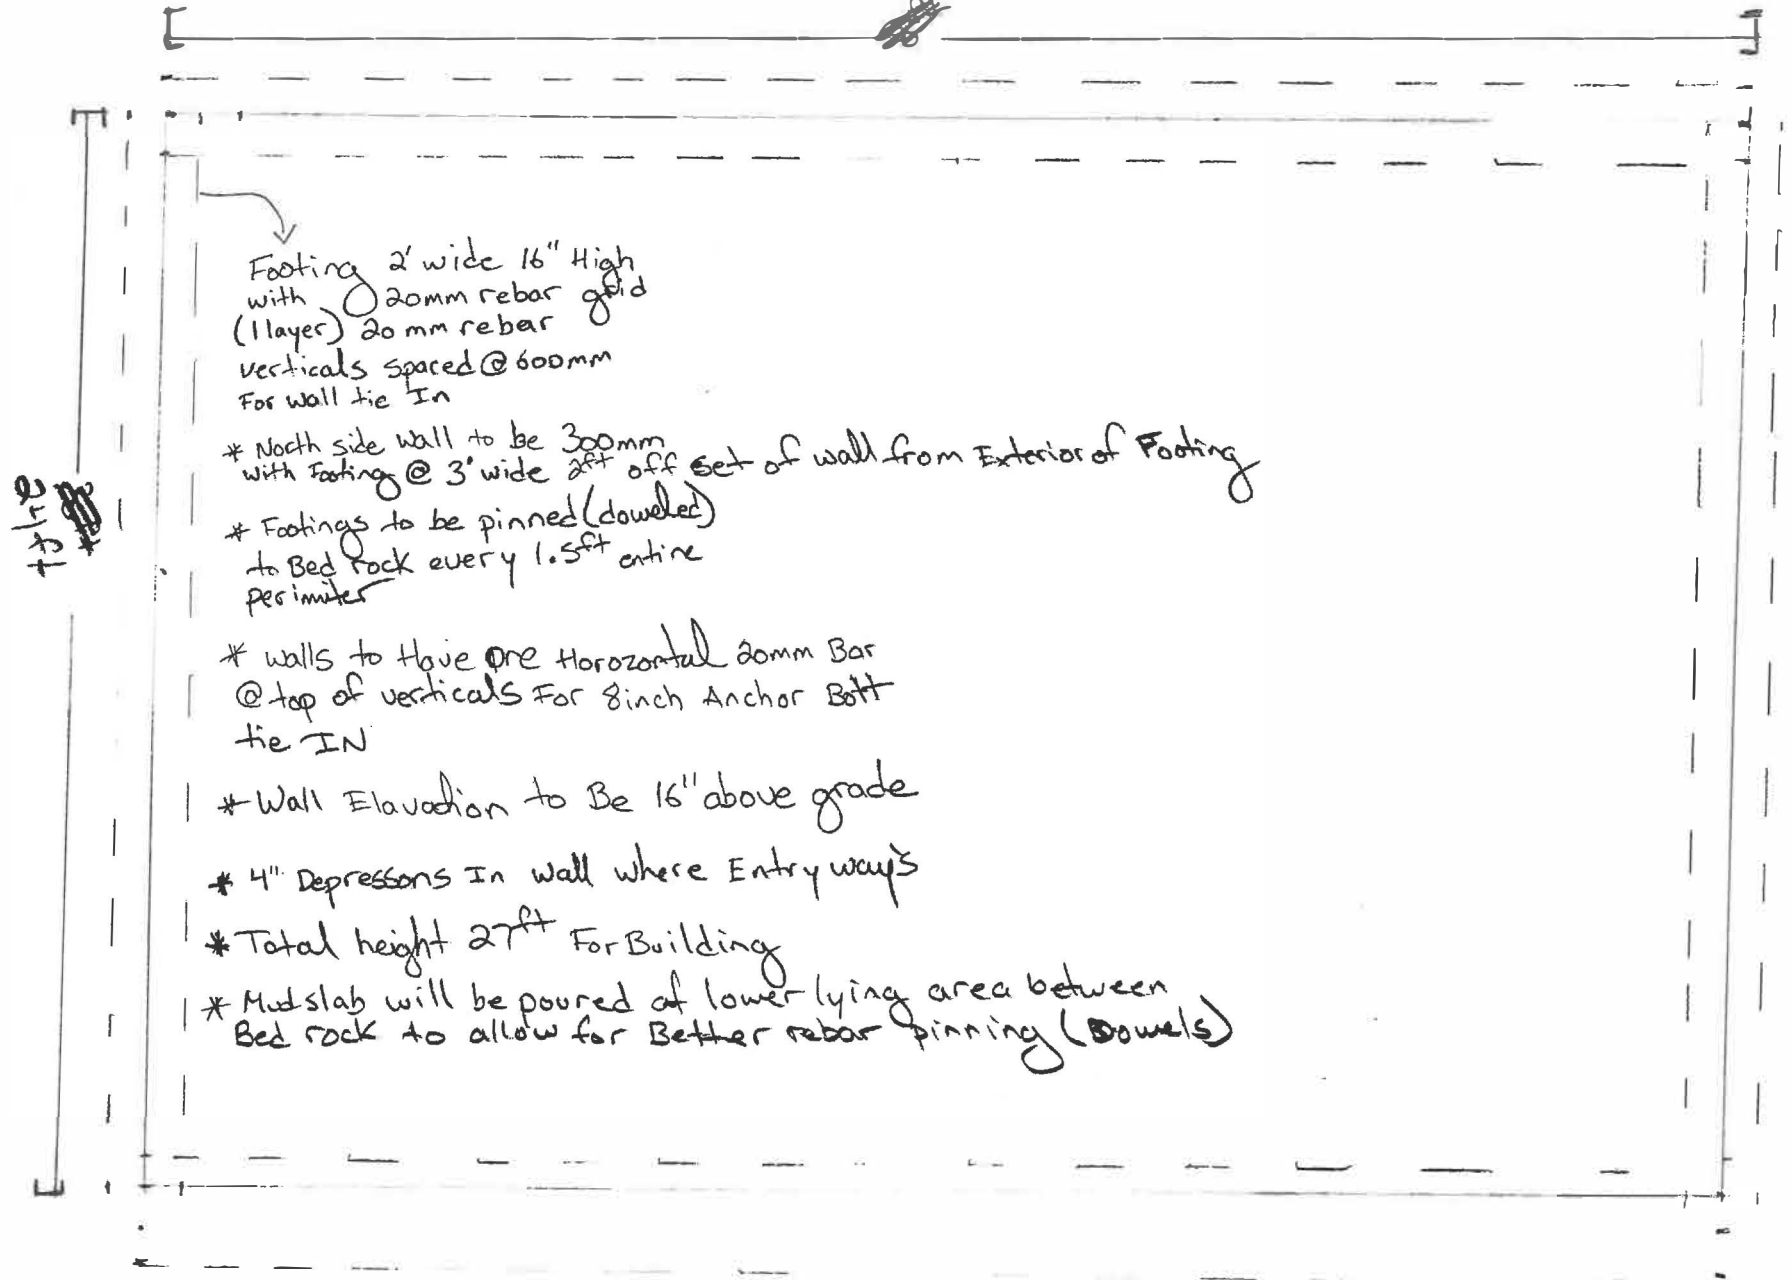 Footing 2' wide 16" High
with 20mm rebar grid
(1 layer) 20mm rebar
verticals spaced @ 600mm
For wall tie In
* North side wall to be 300mm
with Footing @ 3' wide 2ft off set of wall from Exterior of Footing
* Footings to be pinned (doweled)
to Bed rock every 1.5ft entire
perimiter
* walls to Have one Horozontal 20mm Bar
@ top of verticals For 8inch Anchor Bott
tie IN
* Wall Elavation to Be 16" above grade
* 4" Depressons In wall where Entry way's
* Total height 27ft For Building
* Mudslab will be poured at lower lying area between
Bed rock to allow for Better rebar pinning (Dowels)